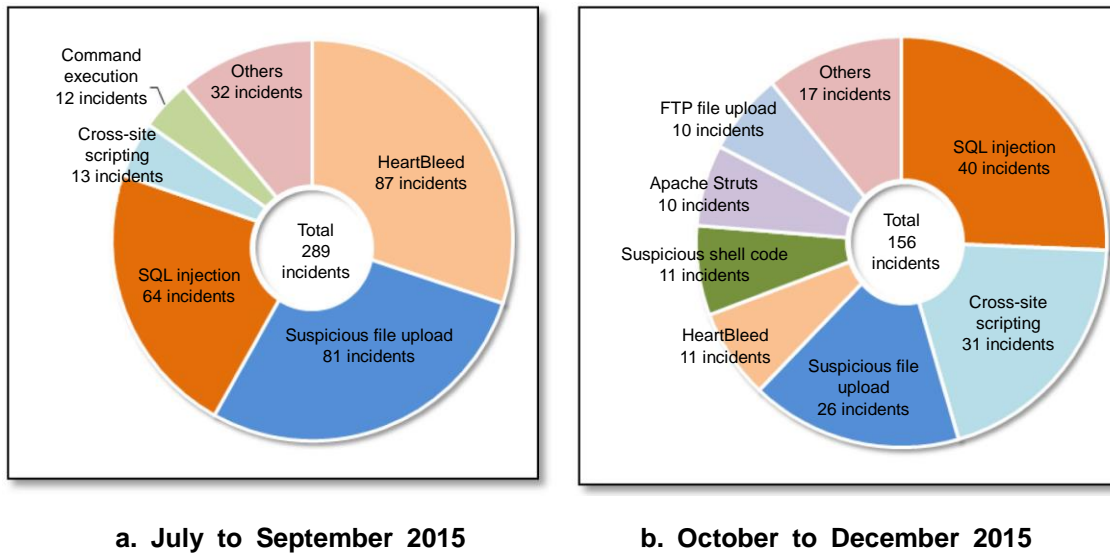 Command
execution
12 incidents
Others
32 incidents
HeartBleed
87 incidents
Cross-site
scripting
13 incidents
Total
289
incidents
SQL injection
64 incidents
Suspicious file upload
81 incidents
a. July to September 2015
Others
17 incidents
FTP file upload
10 incidents
SQL injection
40 incidents
Apache Struts
10 incidents
Total
156
incidents
Suspicious shell code
11 incidents
Cross-site
scripting
31 incidents
HeartBleed
11 incidents
Suspicious file
upload
26 incidents
b. October to December 2015